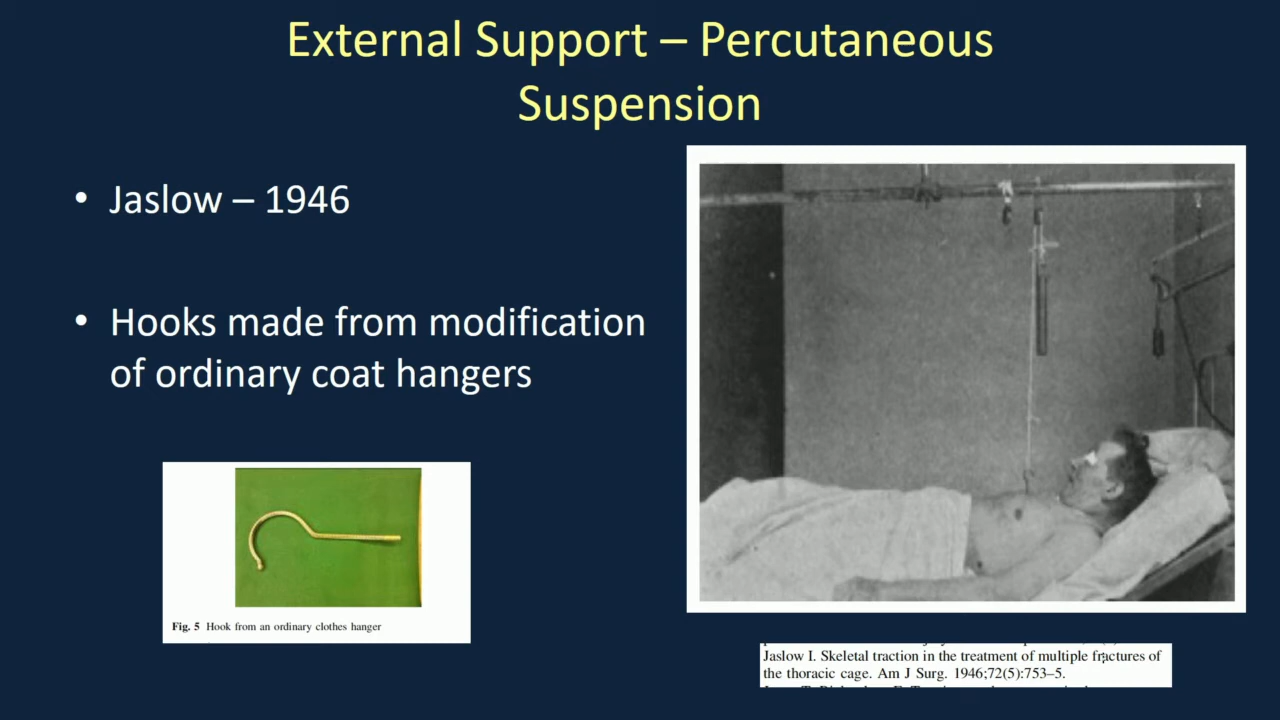 External Support – Percutaneous
Suspension
• Jaslow – 1946
• Hooks made from modification
of ordinary coat hangers
Fig. 5 Hook from an ordinary clothes hanger
Jaslow I. Skeletal traction in the treatment of multiple fractures of
the thoracic cage. Am J Surg. 1946;72(5):753–5.